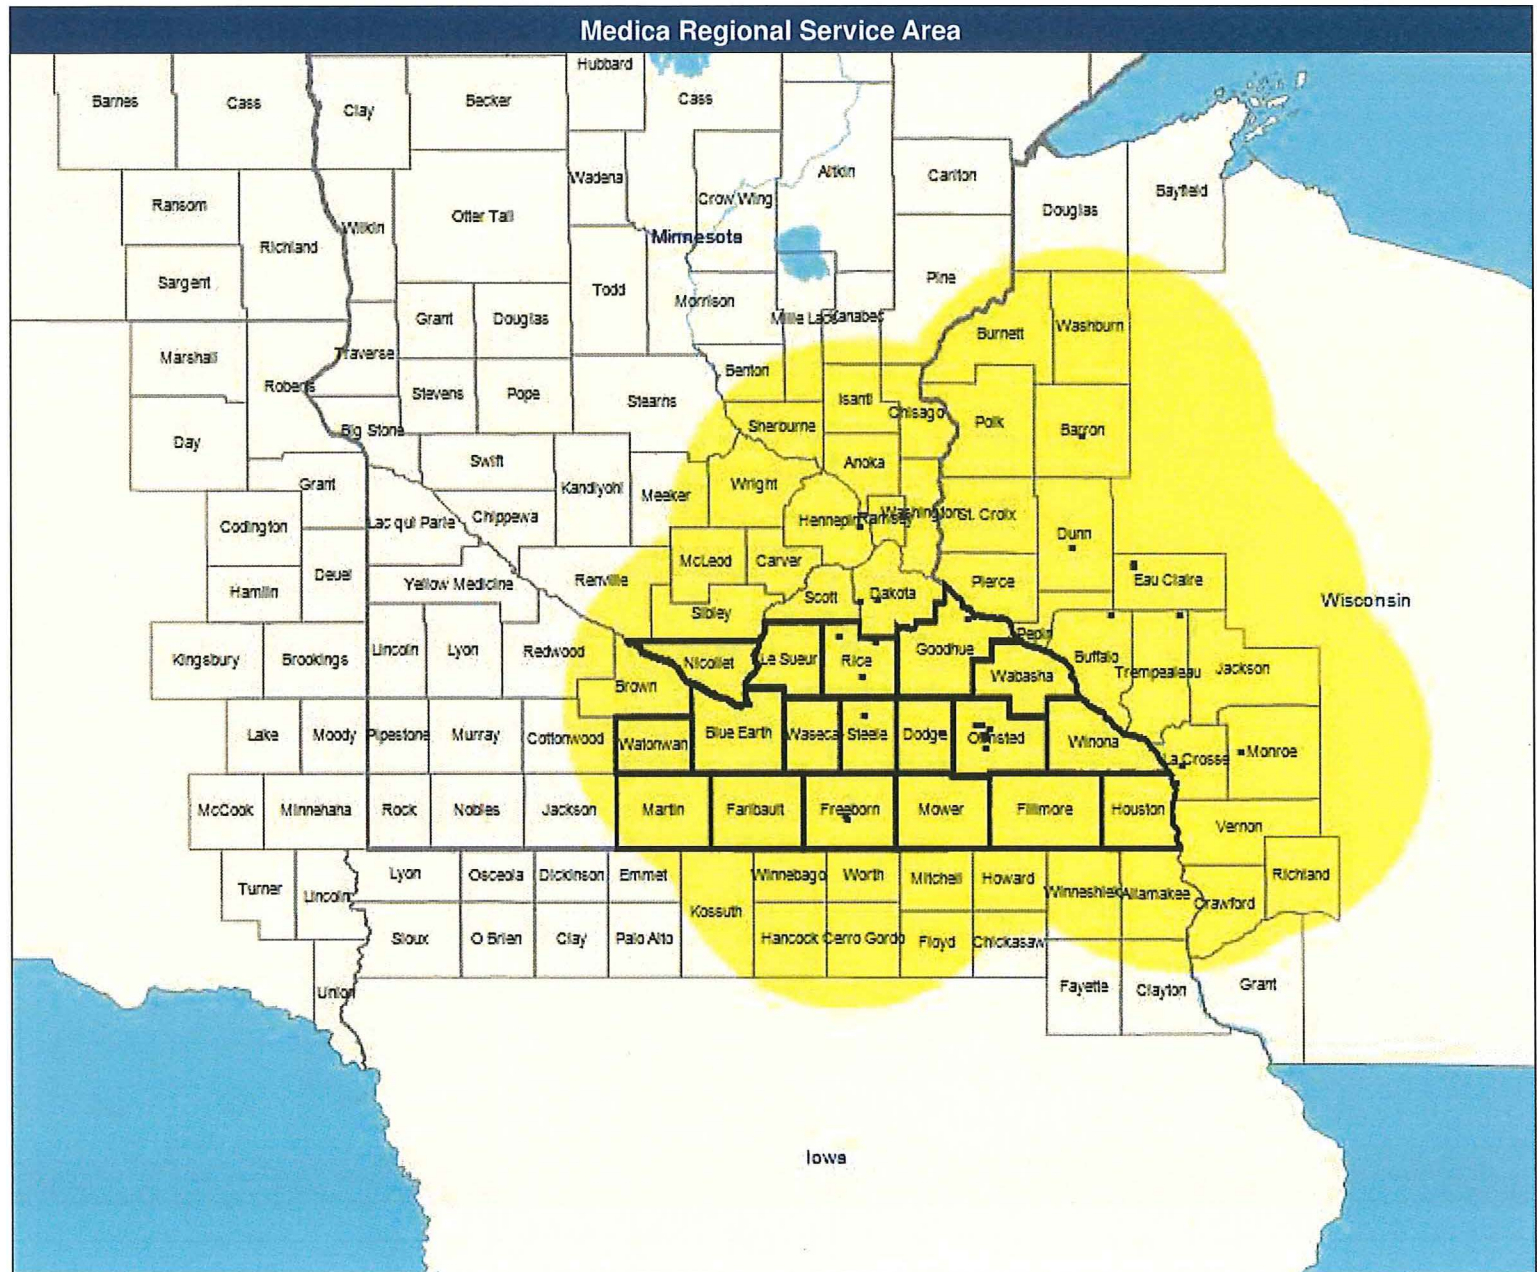 Medica Regional Service Area
Hubbard
Barnes
Cass
Clay
Becker
Cass
Wadena
Aitkin
Carlton
Crow Wing
Ransom
Otter Tail
Wilkin
Douglas
Bayfield
Minnesota
Richland
Sargent
Todd
Pine
Morrison
Grant
Douglas
Mille Lacs
Kanabec
Burnett
Washburn
Marshall
Traverse
Benton
Roberts
Stevens
Pope
Stearns
Isanti
Chisago
Polk
Barron
Day
Big Stone
Sherburne
Swift
Anoka
Grant
Kandiyohi
Meeker
Wright
Codington
Lac qui Parle
Chippewa
Hennepin
Ramsey
Washington
St. Croix
Dunn
McLeod
Carver
Deuel
Yellow Medicine
Renville
Pierce
Eau Claire
Hamlin
Scott
Dakota
Wisconsin
Sibley
Pepin
Kingsbury
Brookings
Lincoln
Lyon
Redwood
Nicollet
Le Sueur
Rice
Goodhue
Buffalo
Trempealeau
Jackson
Wabasha
Brown
Lake
Moody
Pipestone
Murray
Cottonwood
Watonwan
Blue Earth
Waseca
Steele
Dodge
Olmsted
Winona
La Crosse
Monroe
McCook
Minnehaha
Rock
Nobles
Jackson
Martin
Faribault
Freeborn
Mower
Fillmore
Houston
Vernon
Turner
Lincoln
Lyon
Osceola
Dickinson
Emmet
Winnebago
Worth
Mitchell
Howard
Winneshiek
Allamakee
Crawford
Richland
Kossuth
Sioux
O Brien
Clay
Palo Alto
Hancock
Cerro Gordo
Floyd
Chickasaw
Union
Fayette
Clayton
Grant
Iowa